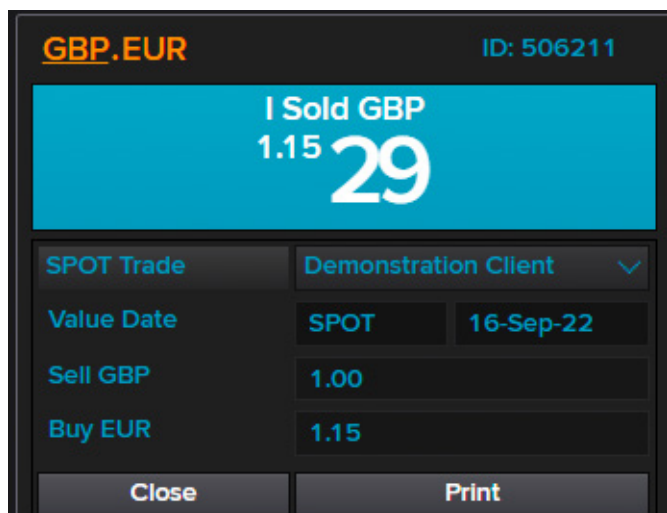 GBP.EUR ID: 506211
I Sold GBP
1.15 29
SPOT Trade Demonstration Client
Value Date SPOT 16-Sep-22
Sell GBP 1.00
Buy EUR 1.15
Close Print